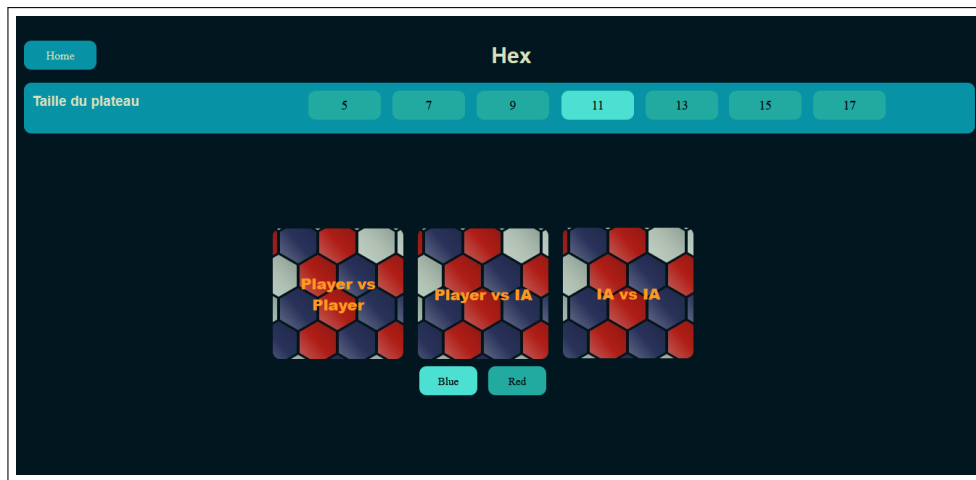 Home
Hex
Taille du plateau
5
7
9
11
13
15
17
Player vs
Player
Player vs IA
IA vs IA
Blue
Red